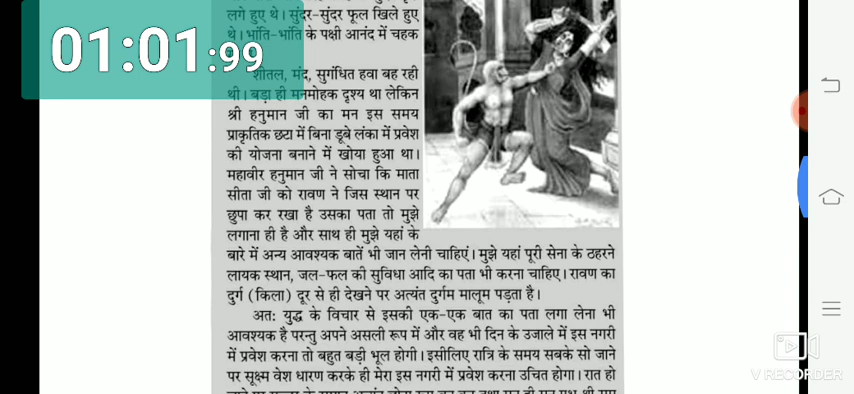 लगे हुए थे। सुंदर-सुंदर फूल खिले हुए
थे। भांति-भांति के पक्षी आनंद में चहक
01:01:99
शीतल, मंद, सुगंधित हवा बह रही
थी। बड़ा ही मनमोहक दृश्य था लेकिन
श्री हनुमान जी का मन इस समय
प्राकृतिक छटा में बिना डूबे लंका में प्रवेश
की योजना बनाने में खोया हुआ था।
महावीर हनुमान जी ने सोचा कि माता
सीता जी को रावण ने जिस स्थान पर
छुपा कर रखा है उसका पता तो मुझे
लगाना ही है और साथ ही मुझे यहां के
बारे में अन्य आवश्यक बातें भी जान लेनी चाहिएं। मुझे यहां पूरी सेना के ठहरने
लायक स्थान, जल-फल की सुविधा आदि का पता भी करना चाहिए। रावण का
दुर्ग (किला) दूर से ही देखने पर अत्यंत दुर्गम मालूम पड़ता है।
अतः युद्ध के विचार से इसकी एक-एक बात का पता लगा लेना भी
आवश्यक है परन्तु अपने असली रूप में और वह भी दिन के उजाले में इस नगरी
में प्रवेश करना तो बहुत बड़ी भूल होगी। इसीलिए रात्रि के समय सबके सो जाने
पर सूक्ष्म वेश धारण करके ही मेरा इस नगरी में प्रवेश करना उचित होगा। रात हो
V RECORDER